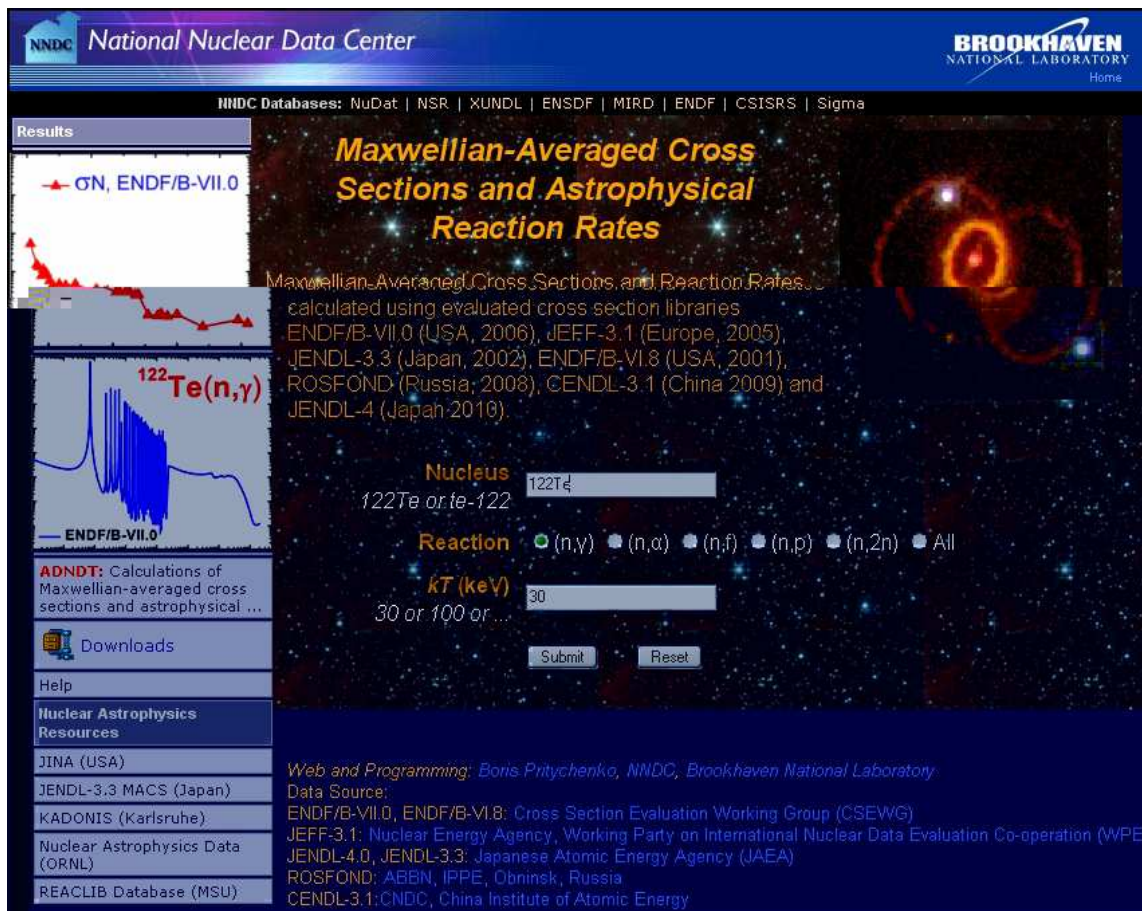 NNDC National Nuclear Data Center
BROOKHAVEN
NATIONAL LABORATORY
Home
NNDC Databases: NuDat | NSR | XUNDL | ENSDF | MIRD | ENDF | CSISRS | Sigma
Results
σN, ENDF/B-VII.0
122Te(n,γ)
ENDF/B-VII.0
ADNDT: Calculations of
Maxwellian-averaged cross
sections and astrophysical ...
Downloads
Help
Nuclear Astrophysics
Resources
JINA (USA)
JENDL-3.3 MACS (Japan)
KADONIS (Karlsruhe)
Nuclear Astrophysics Data
(ORNL)
REACLIB Database (MSU)
Maxwellian-Averaged Cross
Sections and Astrophysical
Reaction Rates
Maxwellian-Averaged Cross Sections and Reaction Rates
calculated using evaluated cross section libraries
ENDF/B-VII.0 (USA, 2006), JEFF-3.1 (Europe, 2005),
JENDL-3.3 (Japan, 2002), ENDF/B-VI.8 (USA, 2001),
ROSFOND (Russia, 2008), CENDL-3.1 (China 2009) and
JENDL-4 (Japan 2010).
Nucleus
122Te or te-122
122Te
Reaction (n,γ) (n,α) (n,f) (n,p) (n,2n) All
kT (keV)
30 or 100 or ...
30
Submit Reset
Web and Programming: Boris Pritychenko, NNDC, Brookhaven National Laboratory
Data Source:
ENDF/B-VII.0, ENDF/B-VI.8: Cross Section Evaluation Working Group (CSEWG)
JEFF-3.1: Nuclear Energy Agency, Working Party on International Nuclear Data Evaluation Co-operation (WPE
JENDL-4.0, JENDL-3.3: Japanese Atomic Energy Agency (JAEA)
ROSFOND: ABBN, IPPE, Obninsk, Russia
CENDL-3.1:CNDC, China Institute of Atomic Energy